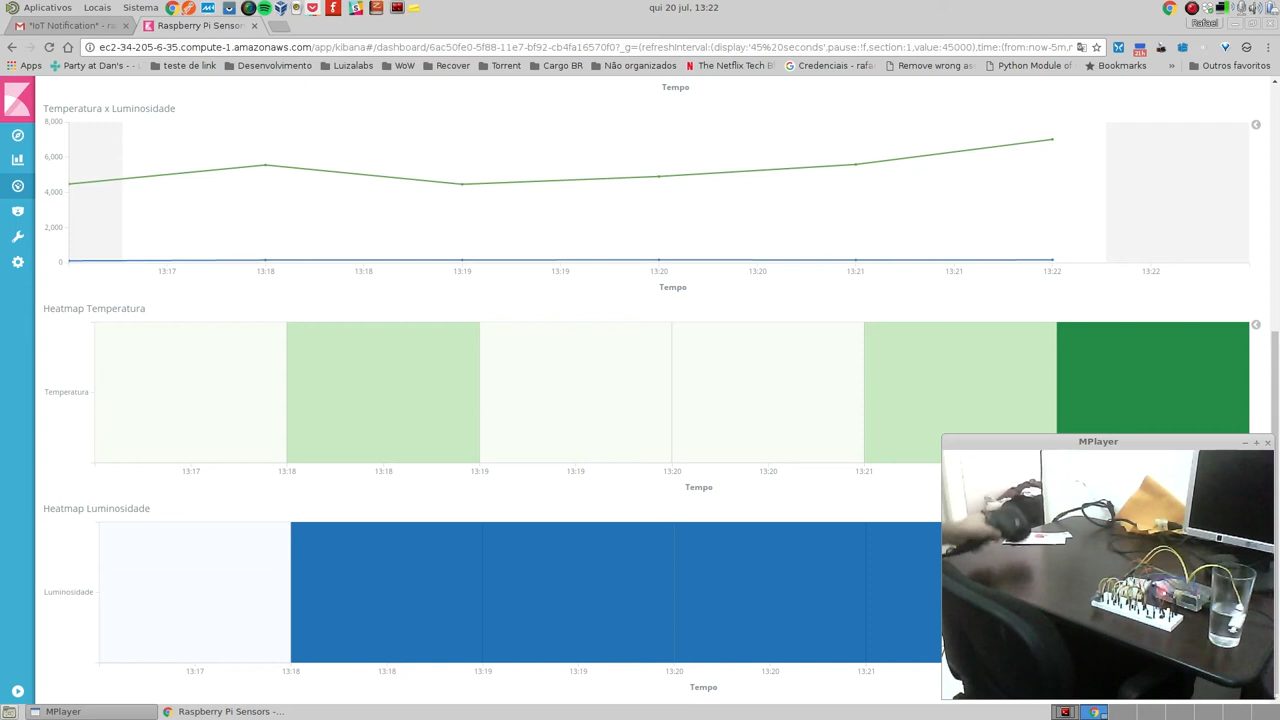 Aplicativos Locais Sistema qui 20 jul, 13:22
"IoT Notification" - ra × Raspberry Pi Sensors ×
Rafael
ec2-34-205-6-35.compute-1.amazonaws.com/app/kibana#/dashboard/6ac50fe0-5f88-11e7-bf92-cb4fa16570f0?_g=(refreshInterval:(display:'45%20seconds',pause:!f,section:1,value:45000),time:(from:now-5m,m
21h
Apps Party at Dan's - teste de link Desenvolvimento Luizalabs WoW Recover Torrent Cargo BR Não organizados The Netflix Tech Bl Credenciais - rafaelj Remove wrong ass Python Module of Bookmarks » Outros favoritos
Tempo
Temperatura x Luminosidade
8,000
6,000
4,000
2,000
0
13:17 13:18 13:18 13:19 13:19 13:20 13:20 13:21 13:21 13:22 13:22
Tempo
Heatmap Temperatura
Temperatura
13:17 13:18 13:18 13:19 13:19 13:20 13:20 13:21
Tempo
MPlayer
Heatmap Luminosidade
Luminosidade
13:17 13:18 13:18 13:19 13:19 13:20 13:20 13:21
Tempo
MPlayer Raspberry Pi Sensors -...